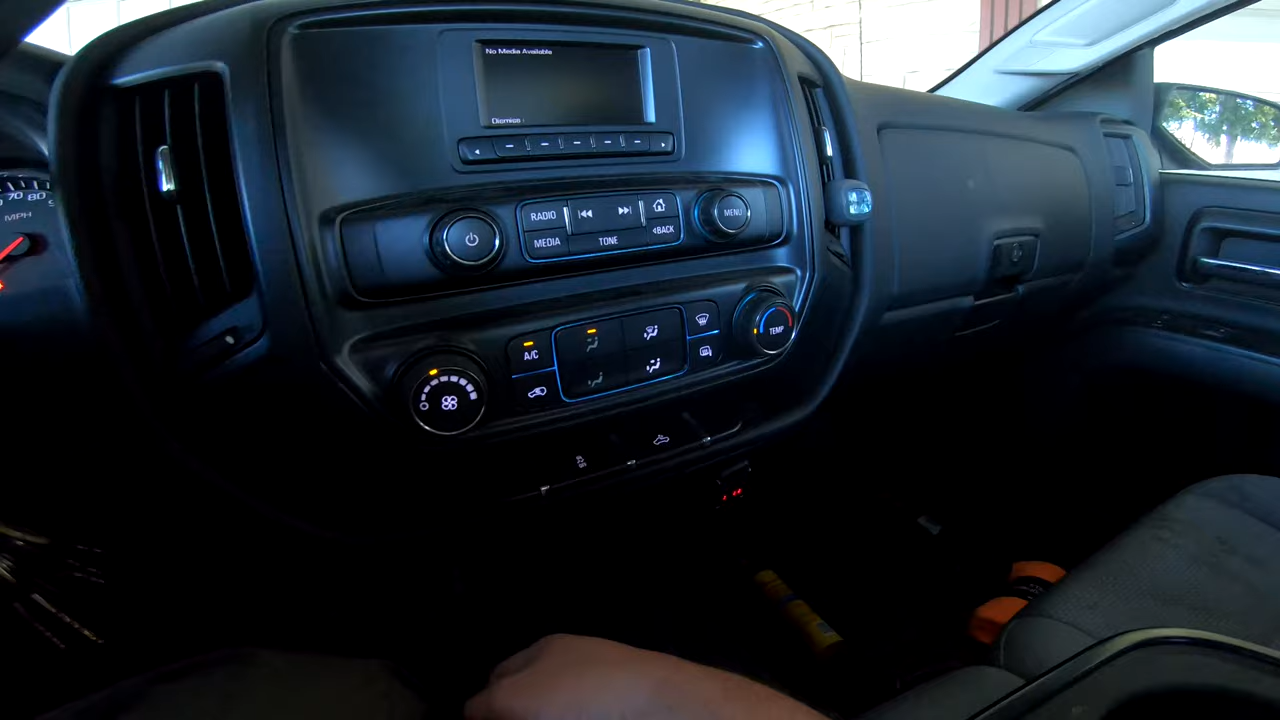 No Media Available
Dismiss
70 80
MPH
RADIO
MEDIA
TONE
BACK
MENU
A/C
TEMP